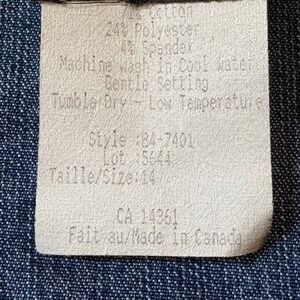 Cotton
24% Polyester
4% Spandex
Machine Wash in Cool Water
Gentle Setting
Tumble Dry - Low Temperature
Style :B4-7401
Lot :5644
Taille/Size:14
CA 14361
Fait au/Made in Canada